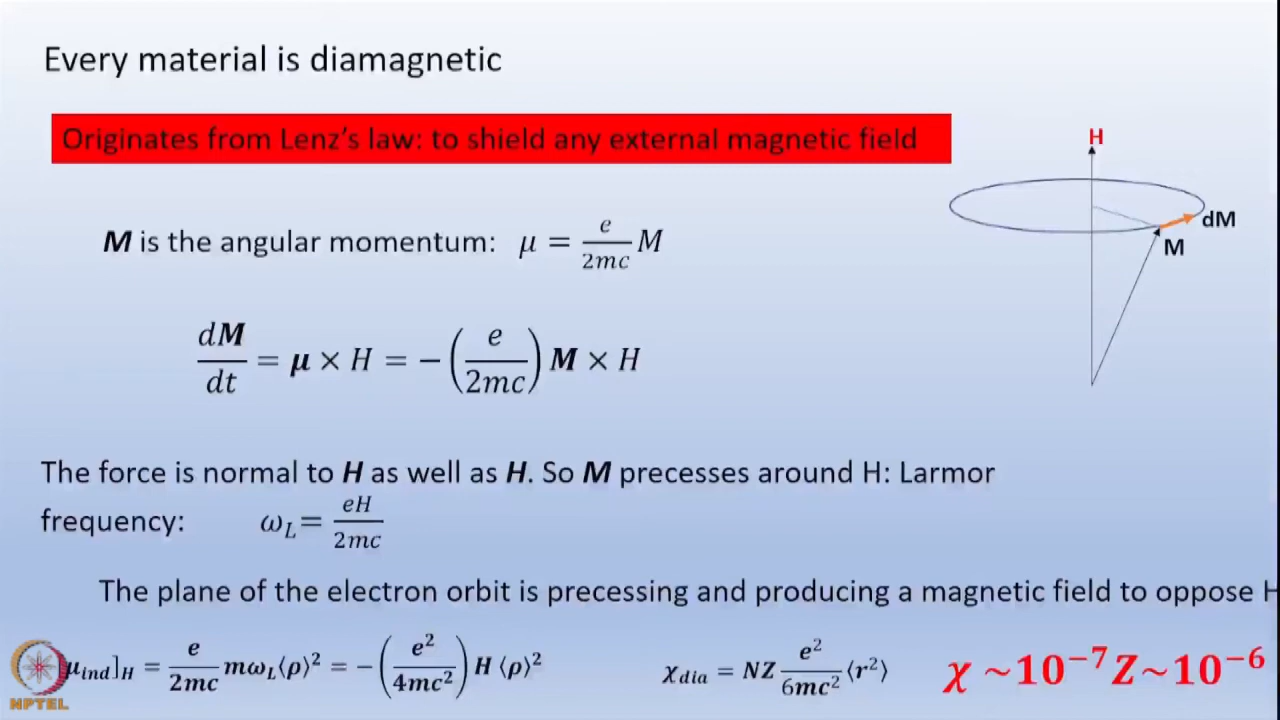 Every material is diamagnetic
Originates from Lenz's law: to shield any external magnetic field
H
dM
M
M is the angular momentum: μ = e/2mc M
dM/dt = μ × H = −(e/2mc) M × H
The force is normal to H as well as H. So M precesses around H: Larmor
frequency: ω_L = eH/2mc
The plane of the electron orbit is precessing and producing a magnetic field to oppose H
[μ_ind]_H = e/2mc mω_L⟨ρ⟩² = −(e²/4mc²) H ⟨ρ⟩² χ_dia = NZ e²/6mc² ⟨r²⟩ χ ~10⁻⁷Z~10⁻⁶
NPTEL